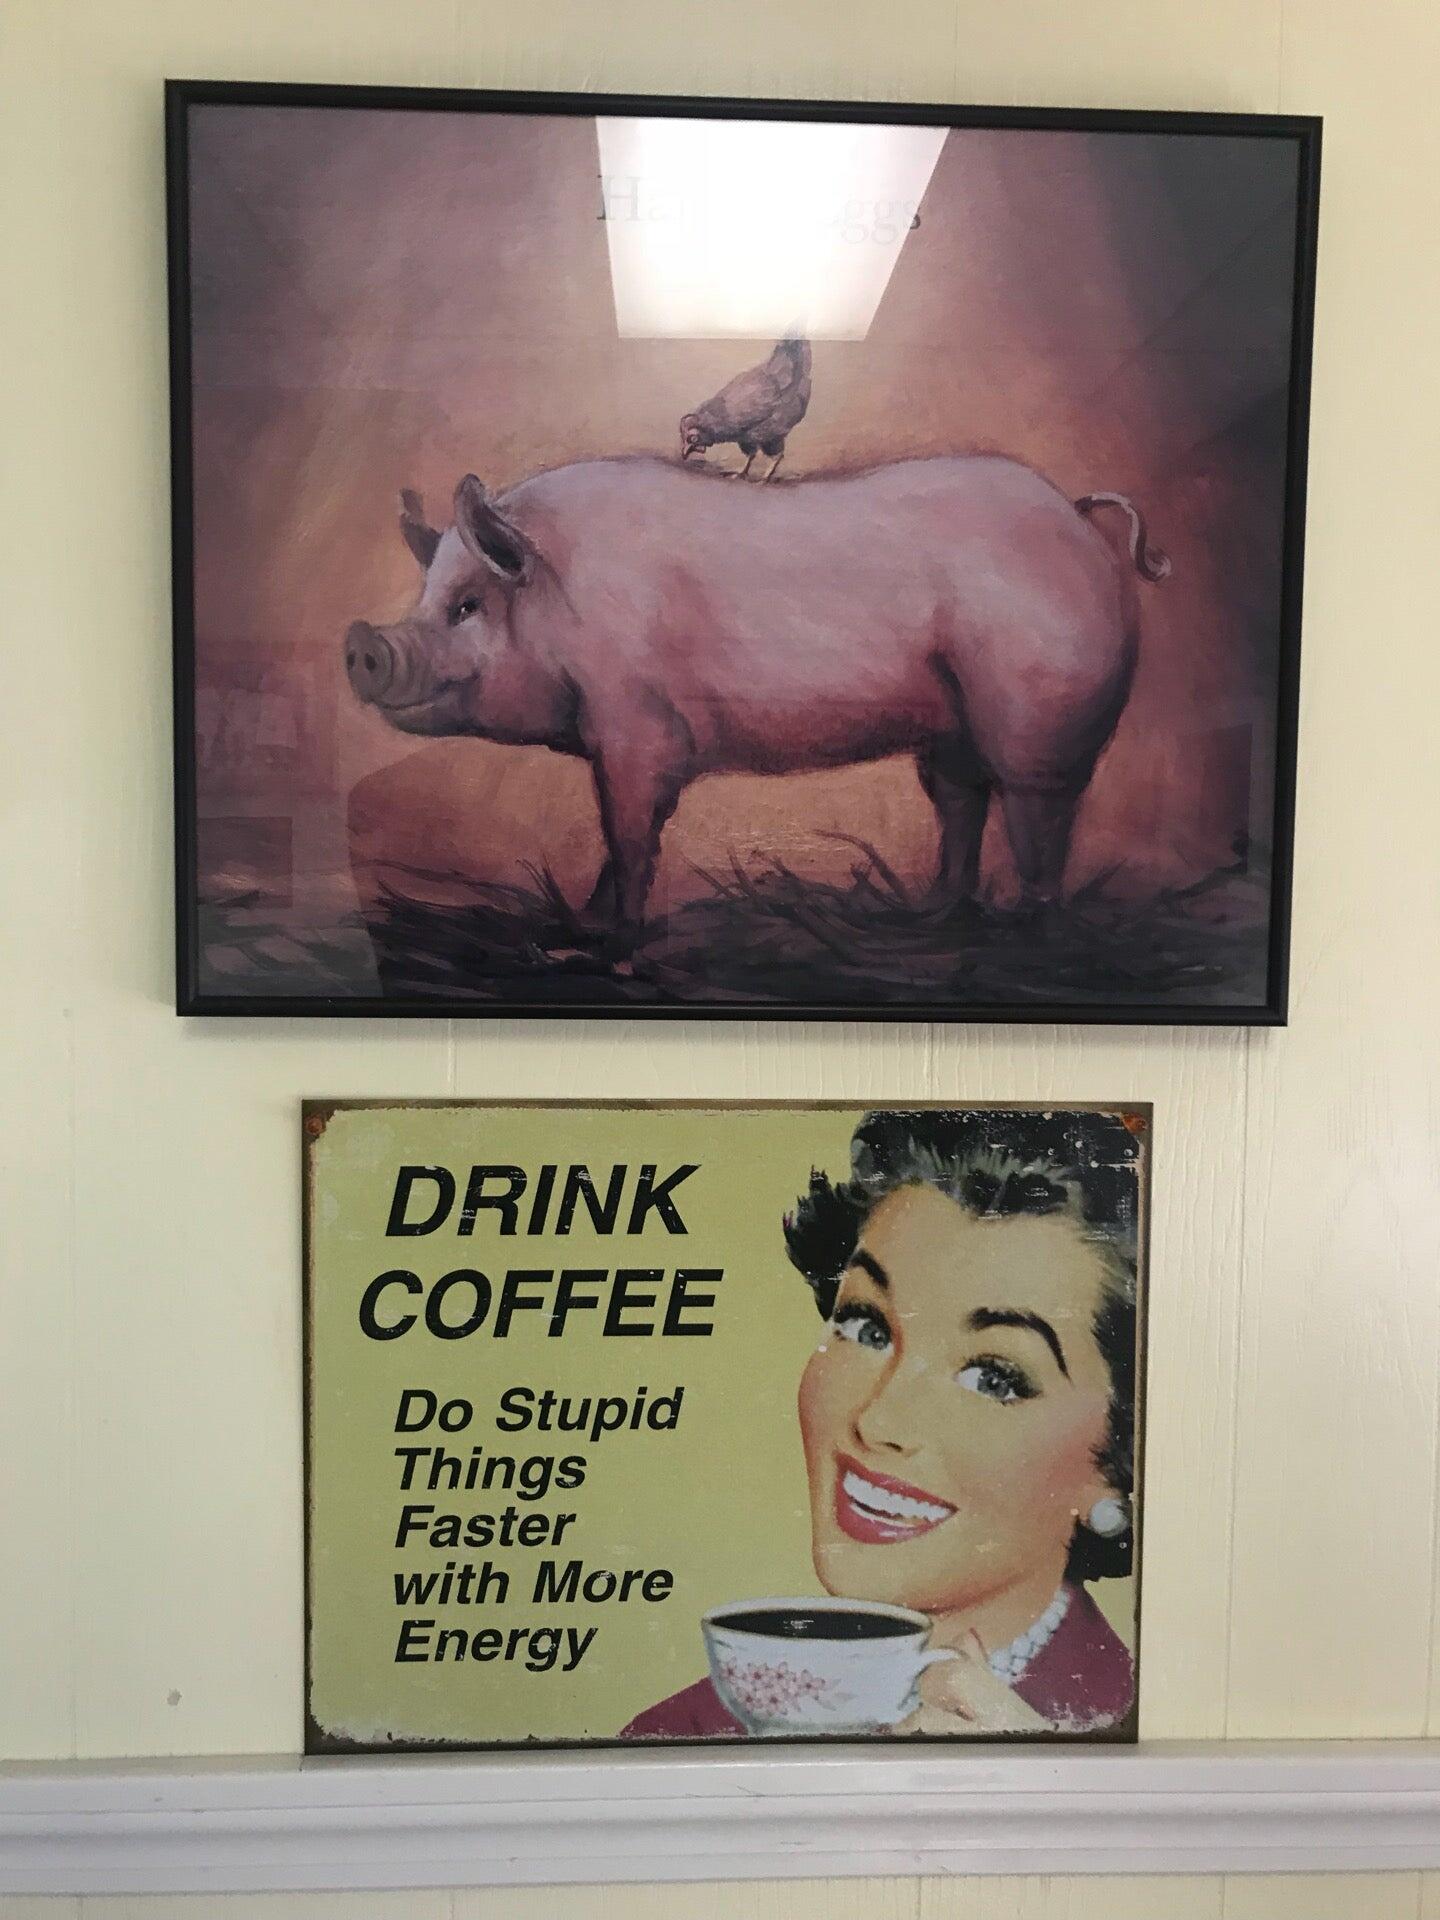 DRINK
COFFEE
Do Stupid
Things
Faster
with More
Energy